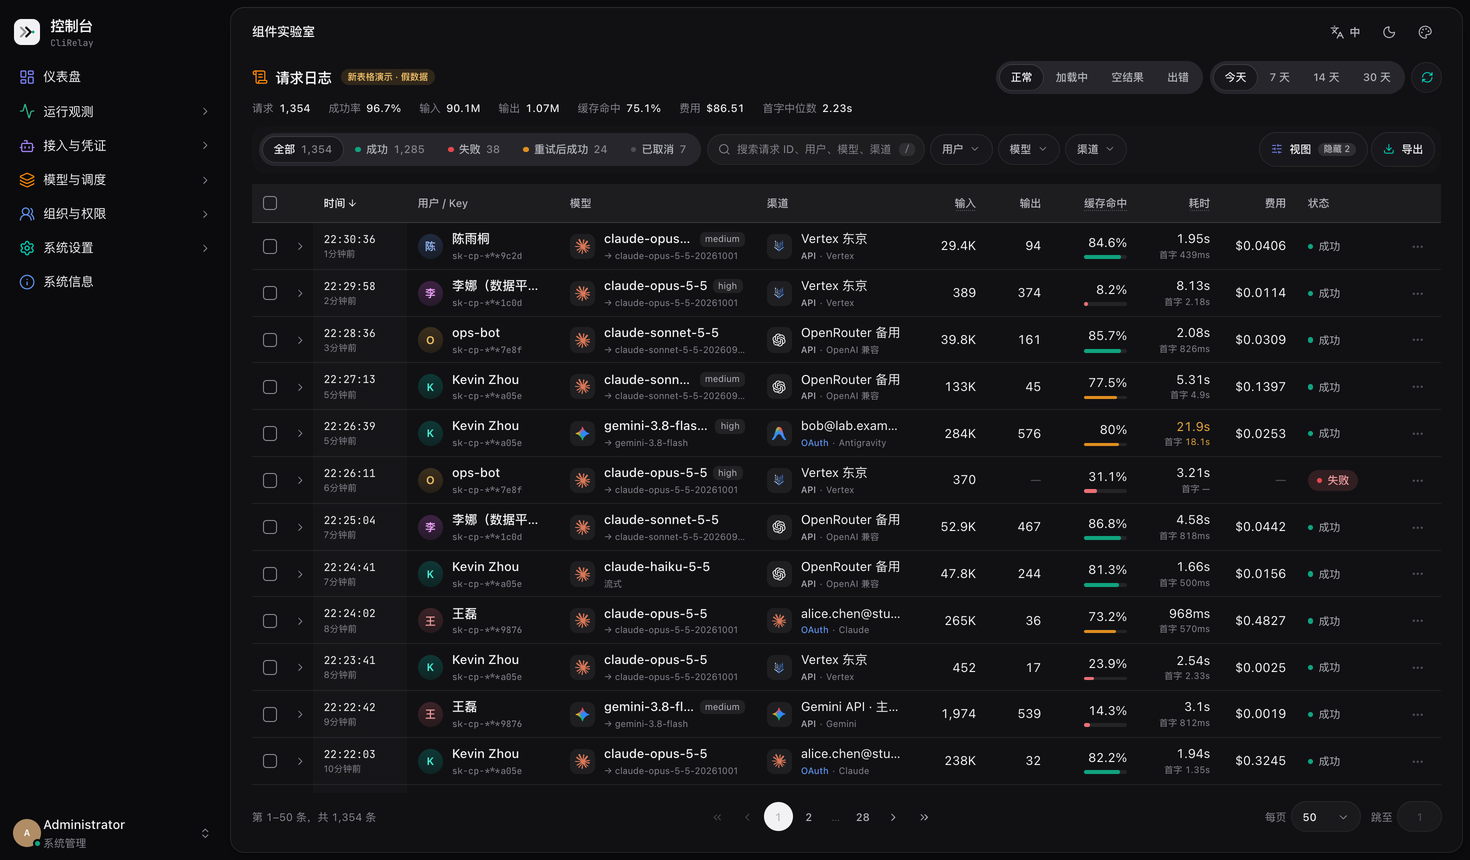 控制台
CliRelay
仪表盘
运行观测
接入与凭证
模型与调度
组织与权限
系统设置
系统信息
A Administrator
系统管理
组件实验室
中
请求日志 新表格演示 · 假数据
正常 加载中 空结果 出错
今天 7 天 14 天 30 天
请求 1,354 成功率 96.7% 输入 90.1M 输出 1.07M 缓存命中 75.1% 费用 $86.51 首字中位数 2.23s
全部 1,354 成功 1,285 失败 38 重试后成功 24 已取消 7
搜索请求 ID、用户、模型、渠道 /
用户 模型 渠道
视图 隐藏 2 导出
时间 ↓ 用户 / Key 模型 渠道 输入 输出 缓存命中 耗时 费用 状态
22:30:36 陈 陈雨桐 claude-opus... medium Vertex 东京 29.4K 94 84.6% 1.95s $0.0406 成功 ···
1分钟前 sk-cp-***9c2d → claude-opus-5-5-20261001 API · Vertex 首字 439ms
22:29:58 李 李娜（数据平... claude-opus-5-5 high Vertex 东京 389 374 8.2% 8.13s $0.0114 成功 ···
2分钟前 sk-cp-***1c0d → claude-opus-5-5-20261001 API · Vertex 首字 2.18s
22:28:36 O ops-bot claude-sonnet-5-5 OpenRouter 备用 39.8K 161 85.7% 2.08s $0.0309 成功 ···
3分钟前 sk-cp-***7e8f → claude-sonnet-5-5-202609... API · OpenAI 兼容 首字 826ms
22:27:13 K Kevin Zhou claude-sonn... medium OpenRouter 备用 133K 45 77.5% 5.31s $0.1397 成功 ···
5分钟前 sk-cp-***a05e → claude-sonnet-5-5-202609... API · OpenAI 兼容 首字 4.9s
22:26:39 K Kevin Zhou gemini-3.8-flas... high bob@lab.exam... 284K 576 80% 21.9s $0.0253 成功 ···
5分钟前 sk-cp-***a05e → gemini-3.8-flash OAuth · Antigravity 首字 18.1s
22:26:11 O ops-bot claude-opus-5-5 high Vertex 东京 370 — 31.1% 3.21s — 失败 ···
6分钟前 sk-cp-***7e8f → claude-opus-5-5-20261001 API · Vertex 首字 —
22:25:04 李 李娜（数据平... claude-sonnet-5-5 OpenRouter 备用 52.9K 467 86.8% 4.58s $0.0442 成功 ···
7分钟前 sk-cp-***1c0d → claude-sonnet-5-5-202609... API · OpenAI 兼容 首字 818ms
22:24:41 K Kevin Zhou claude-haiku-5-5 OpenRouter 备用 47.8K 244 81.3% 1.66s $0.0156 成功 ···
7分钟前 sk-cp-***a05e 流式 API · OpenAI 兼容 首字 500ms
22:24:02 王 王磊 claude-opus-5-5 alice.chen@stu... 265K 36 73.2% 968ms $0.4827 成功 ···
8分钟前 sk-cp-***9876 → claude-opus-5-5-20261001 OAuth · Claude 首字 570ms
22:23:41 K Kevin Zhou claude-opus-5-5 Vertex 东京 452 17 23.9% 2.54s $0.0025 成功 ···
8分钟前 sk-cp-***a05e → claude-opus-5-5-20261001 API · Vertex 首字 2.33s
22:22:42 王 王磊 gemini-3.8-fl... medium Gemini API · 主... 1,974 539 14.3% 3.1s $0.0019 成功 ···
9分钟前 sk-cp-***9876 → gemini-3.8-flash API · Gemini 首字 812ms
22:22:03 K Kevin Zhou claude-opus-5-5 alice.chen@stu... 238K 32 82.2% 1.94s $0.3245 成功 ···
10分钟前 sk-cp-***a05e → claude-opus-5-5-20261001 OAuth · Claude 首字 1.35s
第 1–50 条，共 1,354 条 « ‹ 1 2 ... 28 › » 每页 50 跳至 1